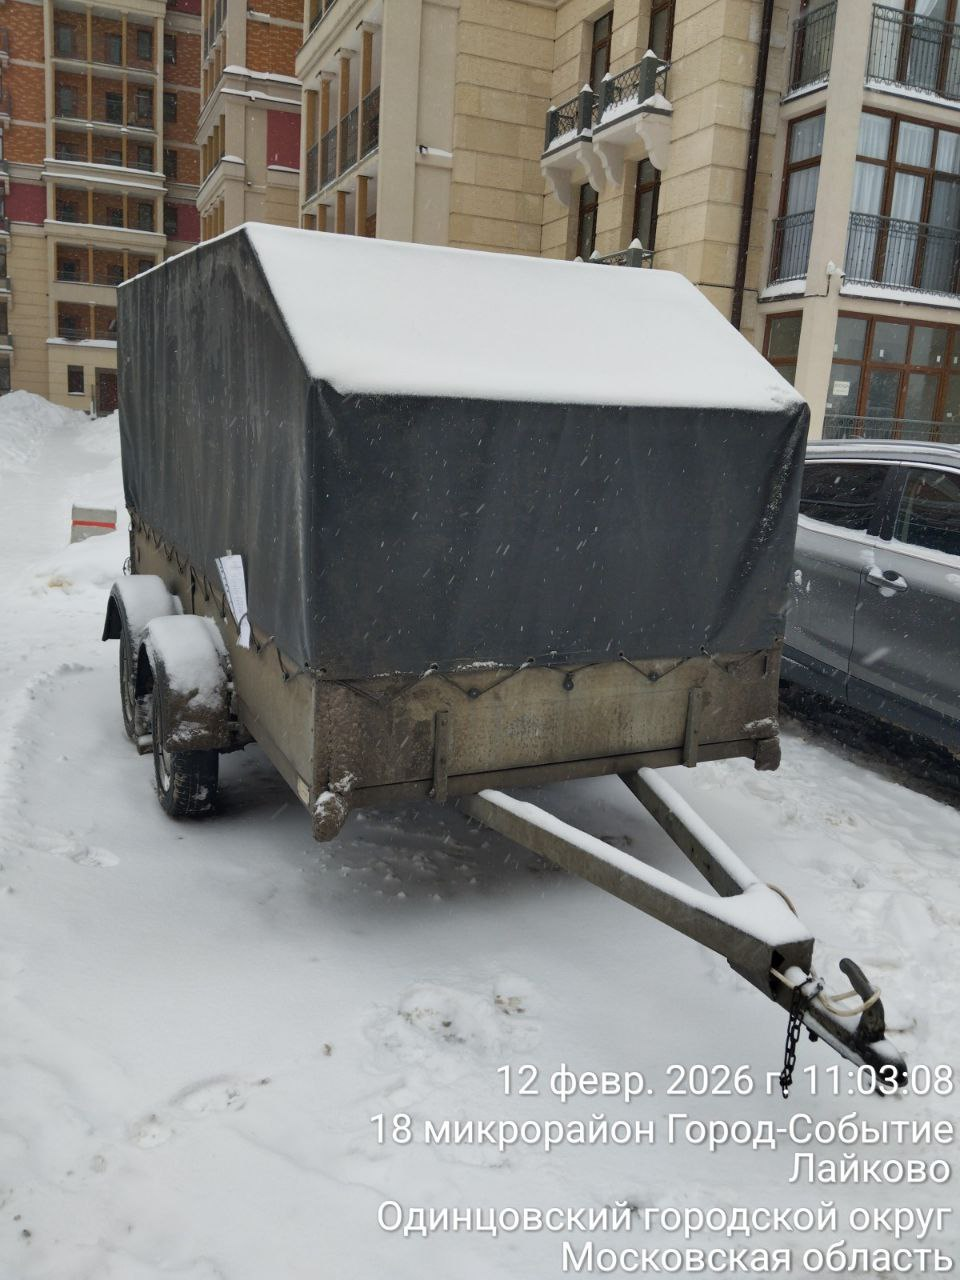 12 февр. 2026 г. 11:03:08
18 микрорайон Город-Событие
Лайково
Одинцовский городской округ
Московская область